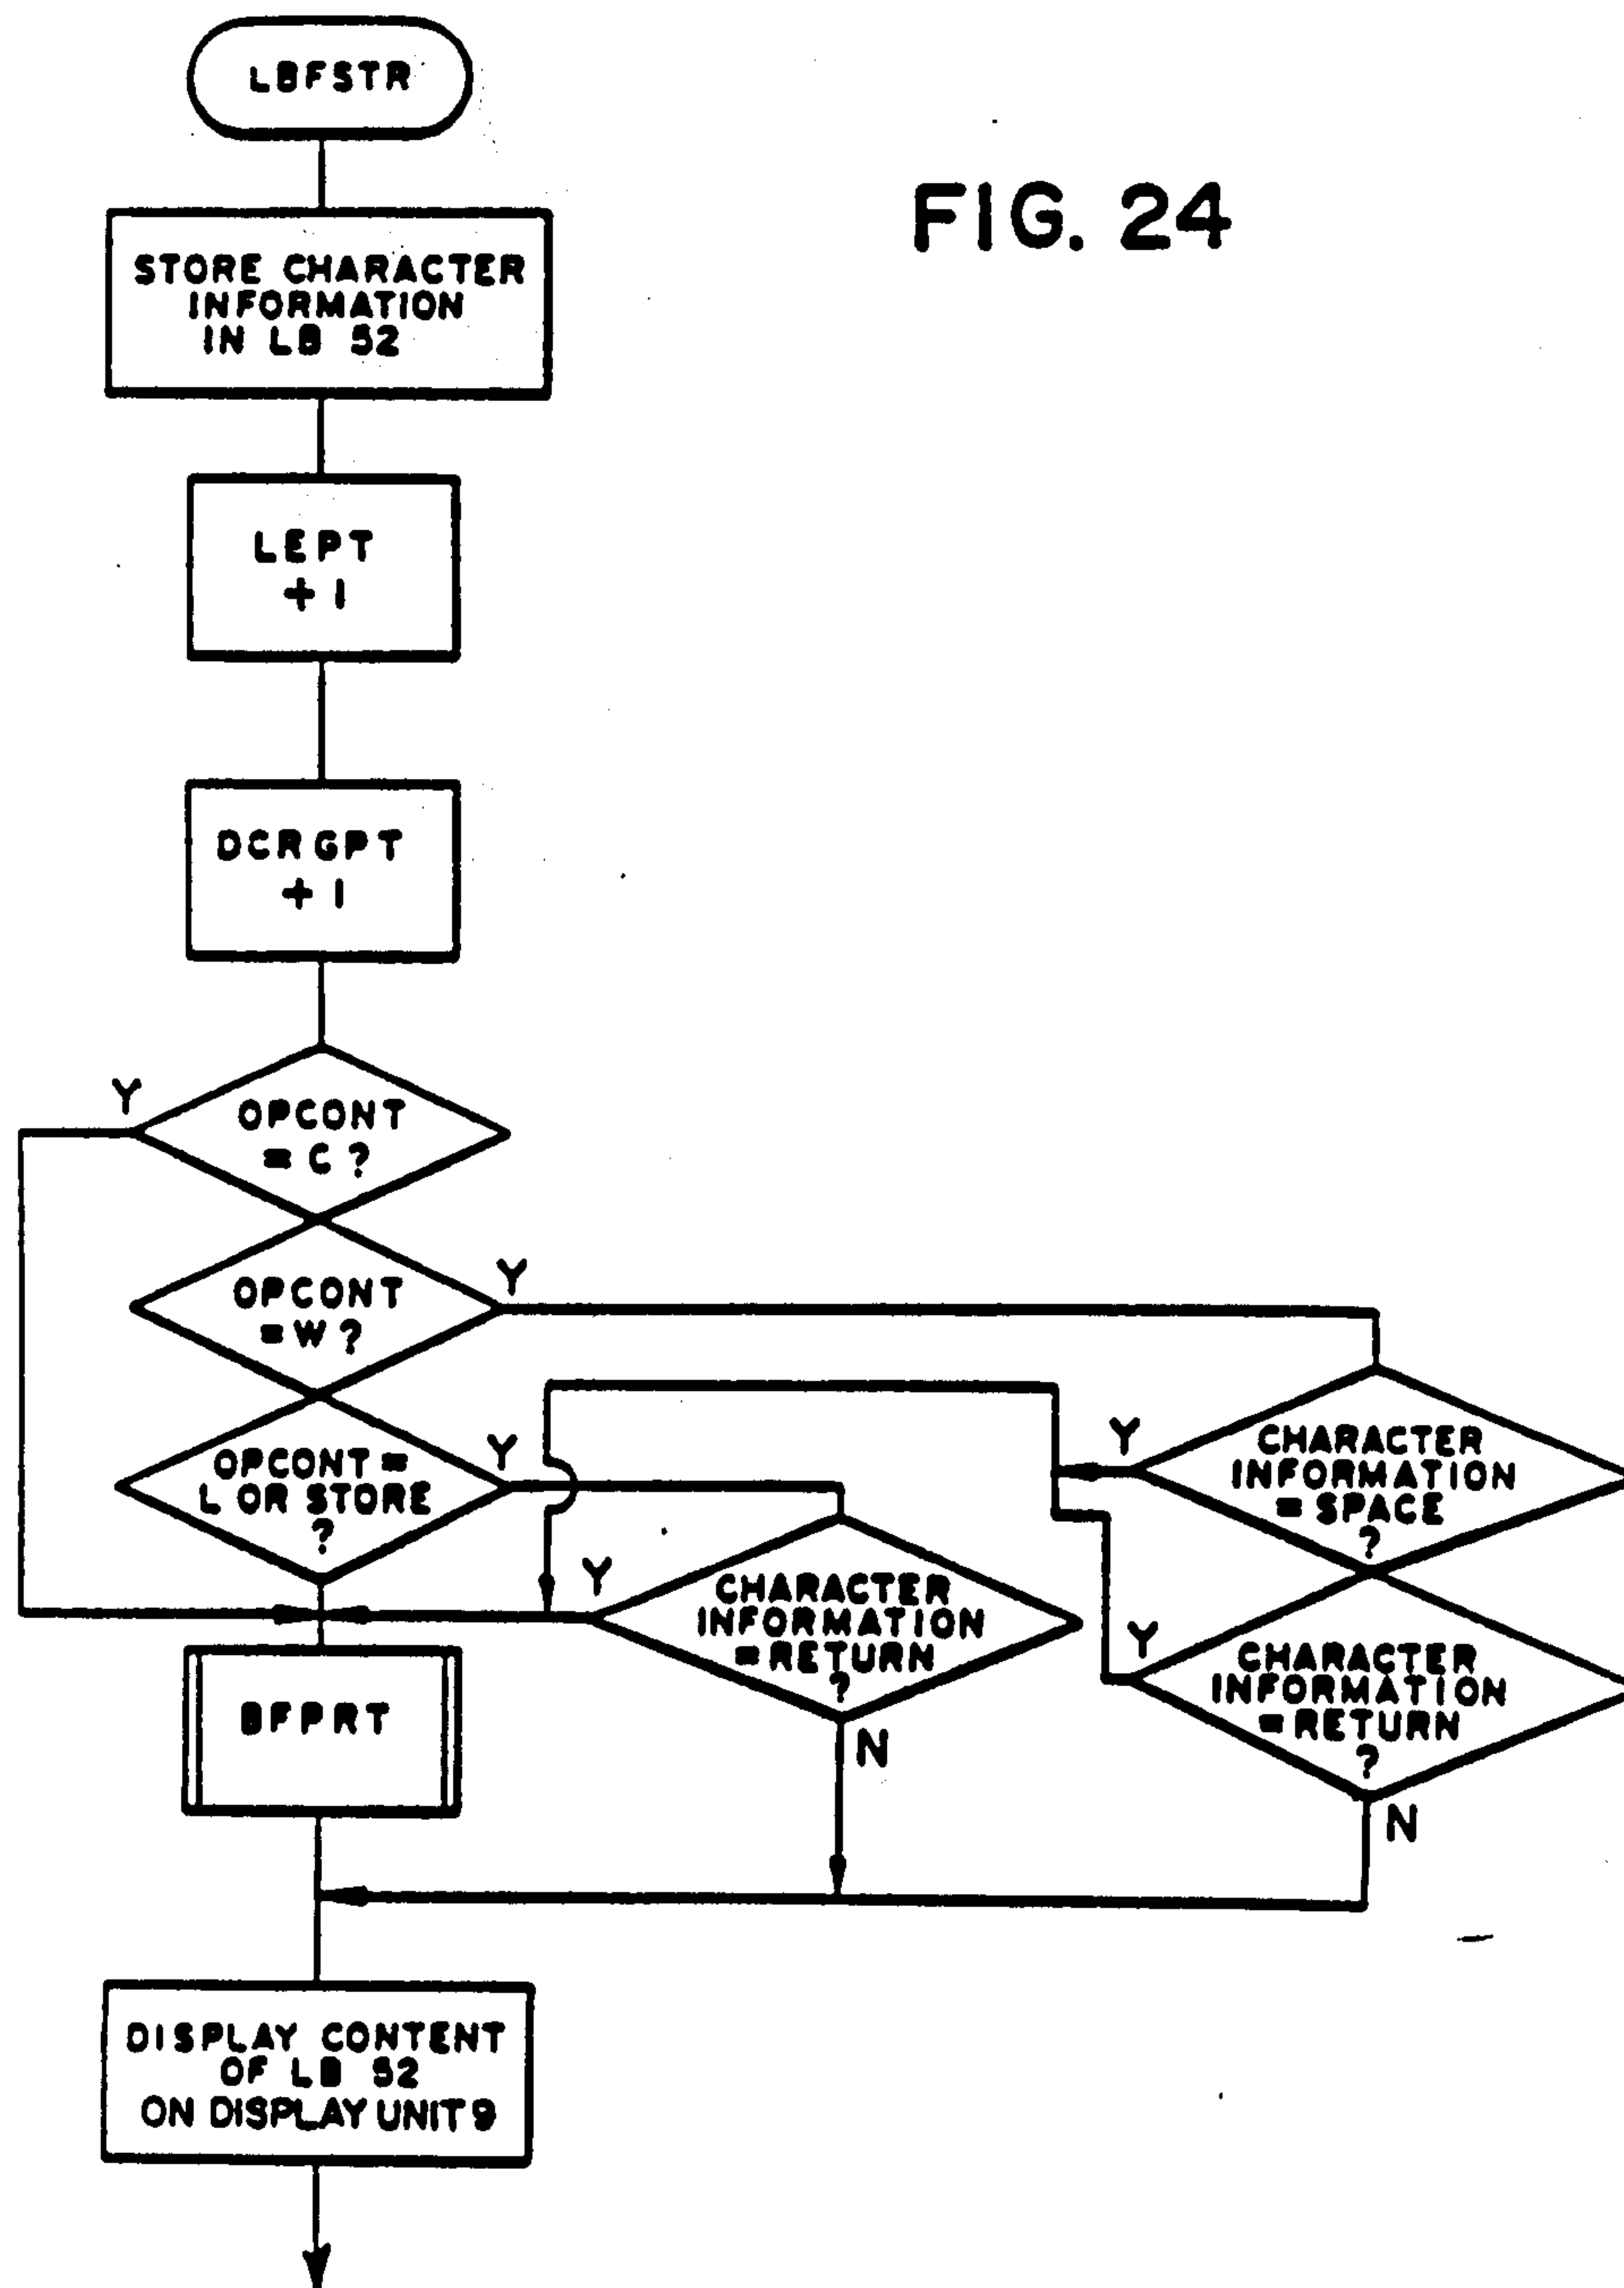 LBFSTR
FIG. 24
STORE CHARACTER
INFORMATION
IN LB 52
LEPT
+ 1
DCRGPT
+ 1
Y
OPCONT
= C ?
OPCONT
= W ?
Y
OPCONT =
L OR STORE
?
Y
Y
CHARACTER
INFORMATION
= SPACE
?
Y
CHARACTER
INFORMATION
= RETURN
?
N
Y
CHARACTER
INFORMATION
= RETURN
?
N
BFPRT
DISPLAY CONTENT
OF LB 52
ON DISPLAY UNIT 9